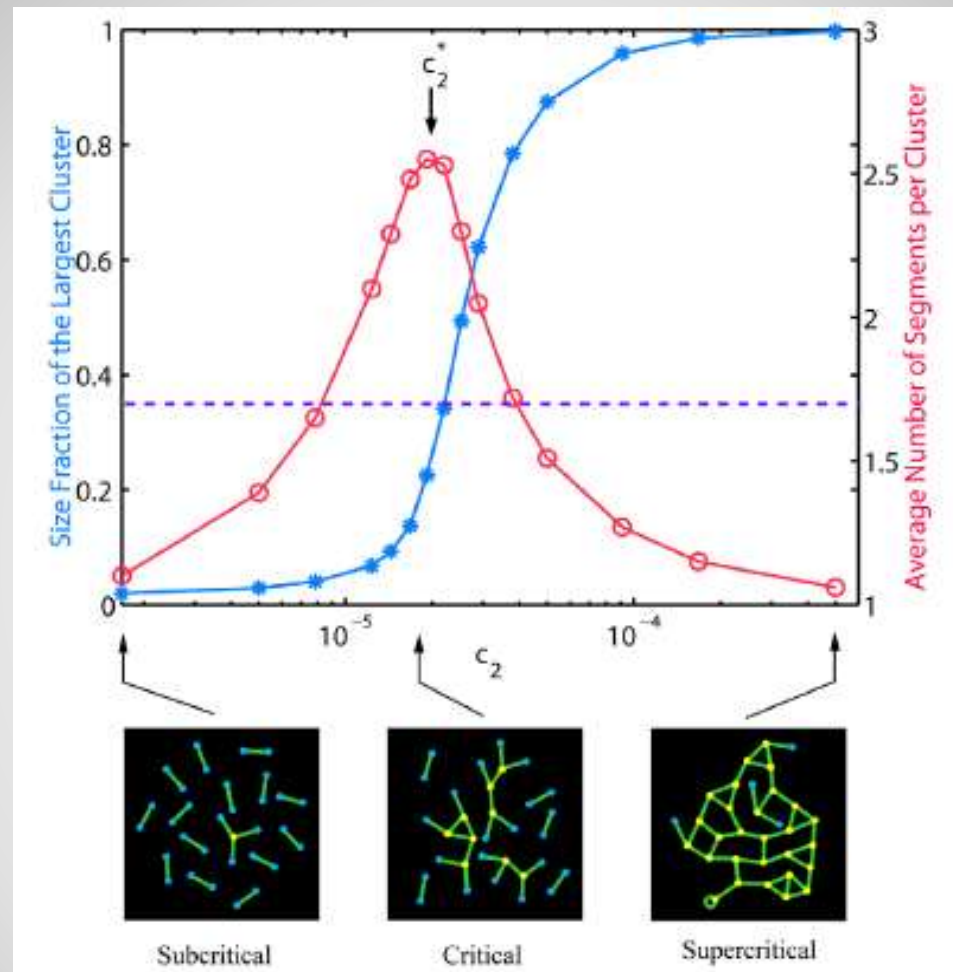 1
3
c₂*
0.8
2.5
0.6
2
0.4
1.5
0.2
0
1
10⁻⁵
10⁻⁴
c₂
Size Fraction of the Largest Cluster
Average Number of Segments per Cluster
Subcritical
Critical
Supercritical